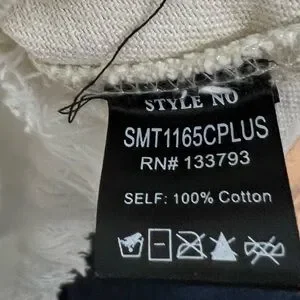 STYLE NO
SMT1165CPLUS
RN# 133793
SELF: 100% Cotton